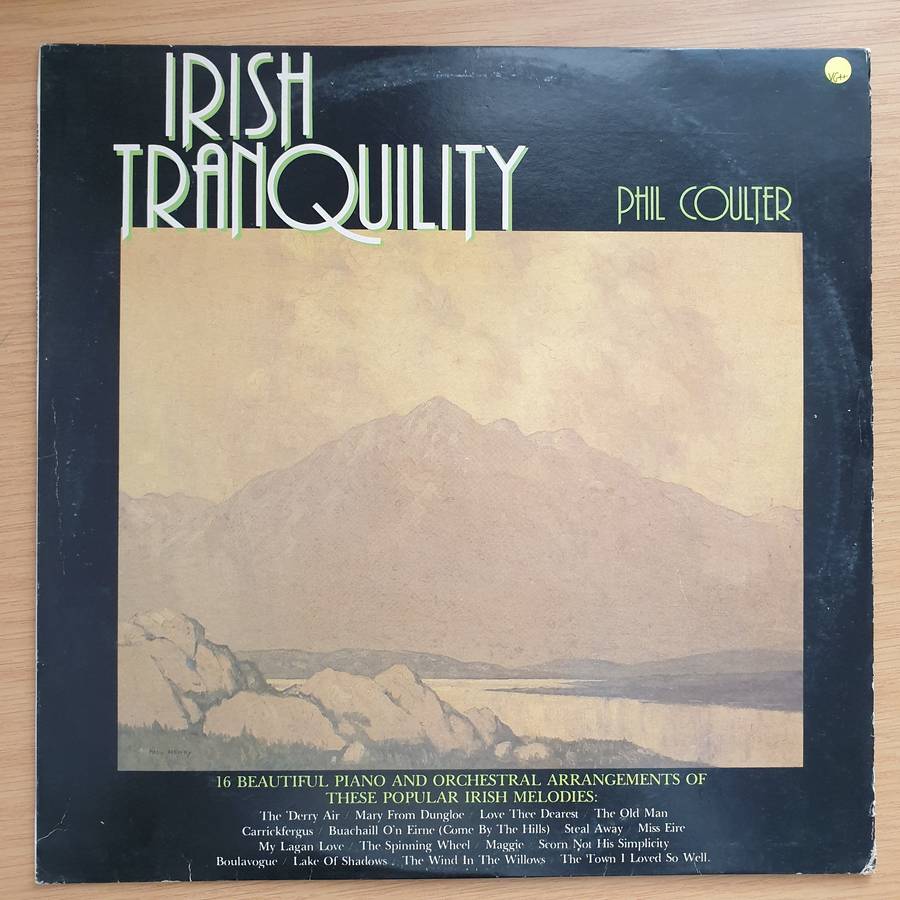 IRISH
TRANQUILITY
PHIL COULTER
VG++
PAUL HENRY
16 BEAUTIFUL PIANO AND ORCHESTRAL ARRANGEMENTS OF
THESE POPULAR IRISH MELODIES:
The Derry Air / Mary From Dungloe / Love Thee Dearest / The Old Man
Carrickfergus / Buachaill O'n Eirne (Come By The Hills) / Steal Away / Miss Eire
My Lagan Love / The Spinning Wheel / Maggie / Scorn Not His Simplicity
Boulavogue / Lake Of Shadows / The Wind In The Willows / The Town I Loved So Well.